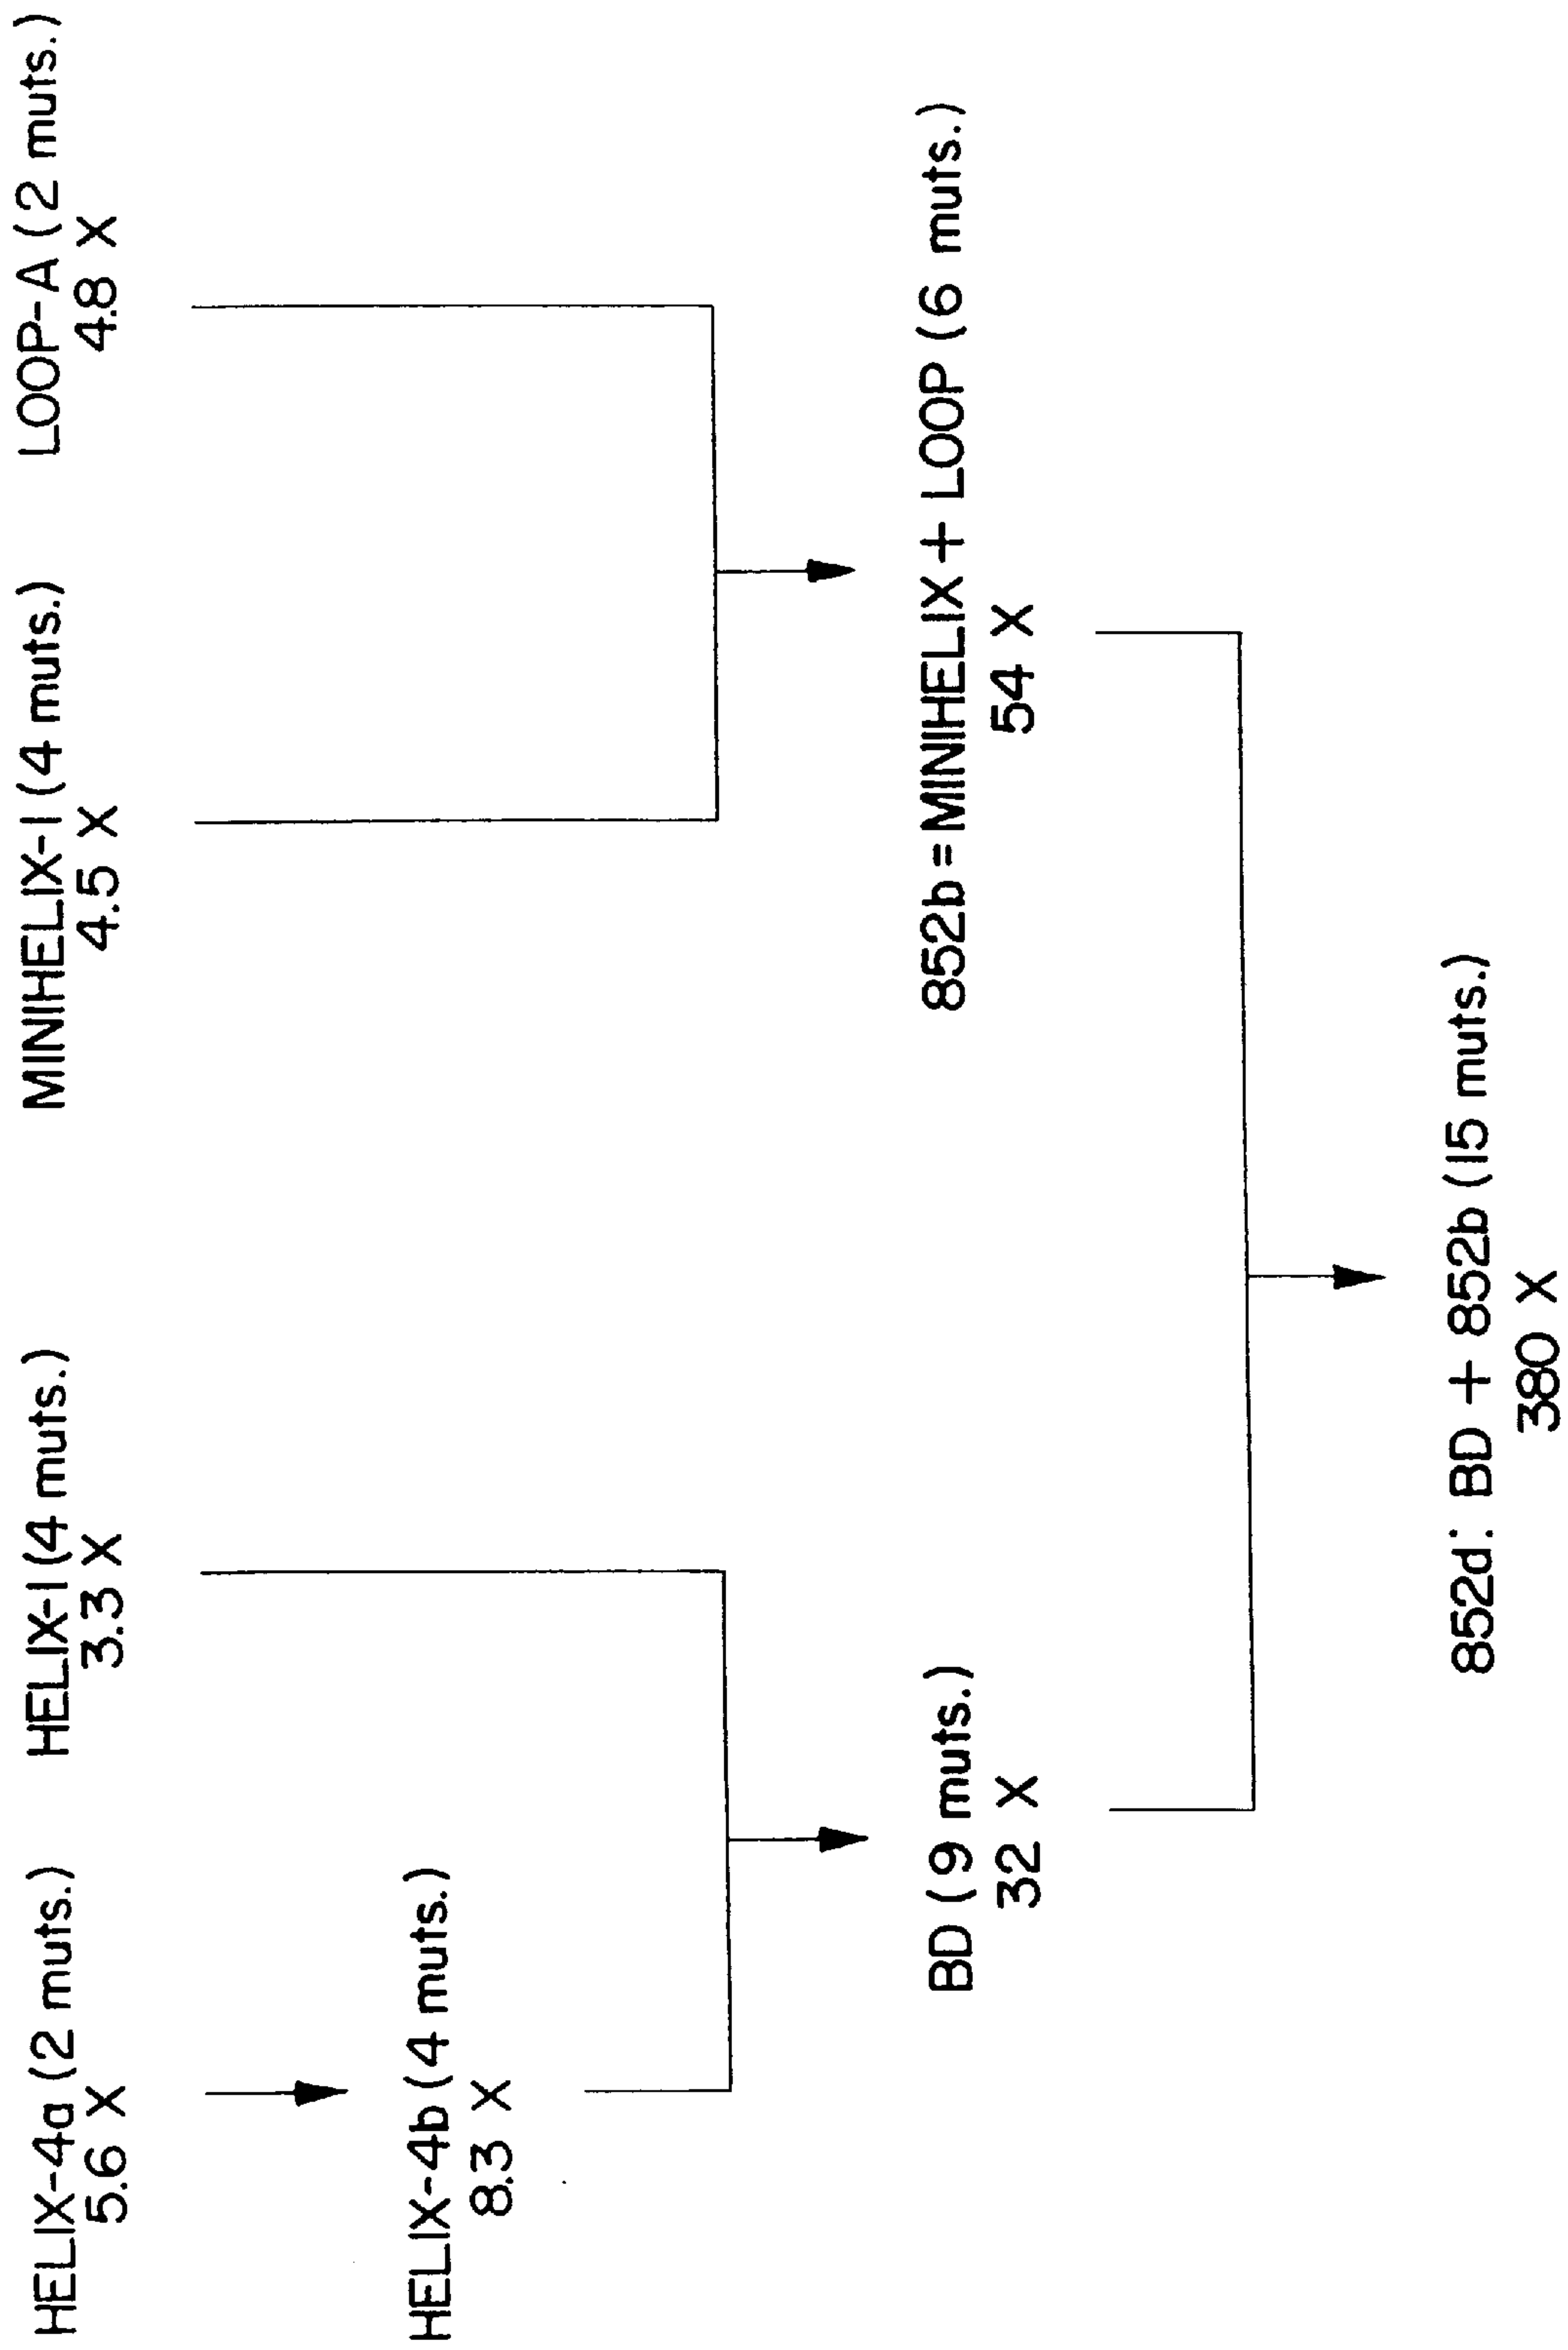 HELIX-4a (2 muts.)
5.6 X
HELIX-1 (4 muts.)
3.3 X
MINIHELIX-1 (4 muts.)
4.5 X
LOOP-A (2 muts.)
4.8 X
HELIX-4b (4 muts.)
8.3 X
BD (9 muts.)
32 X
852b = MINIHELIX + LOOP (6 muts.)
54 X
852d: BD + 852b (15 muts.)
380 X